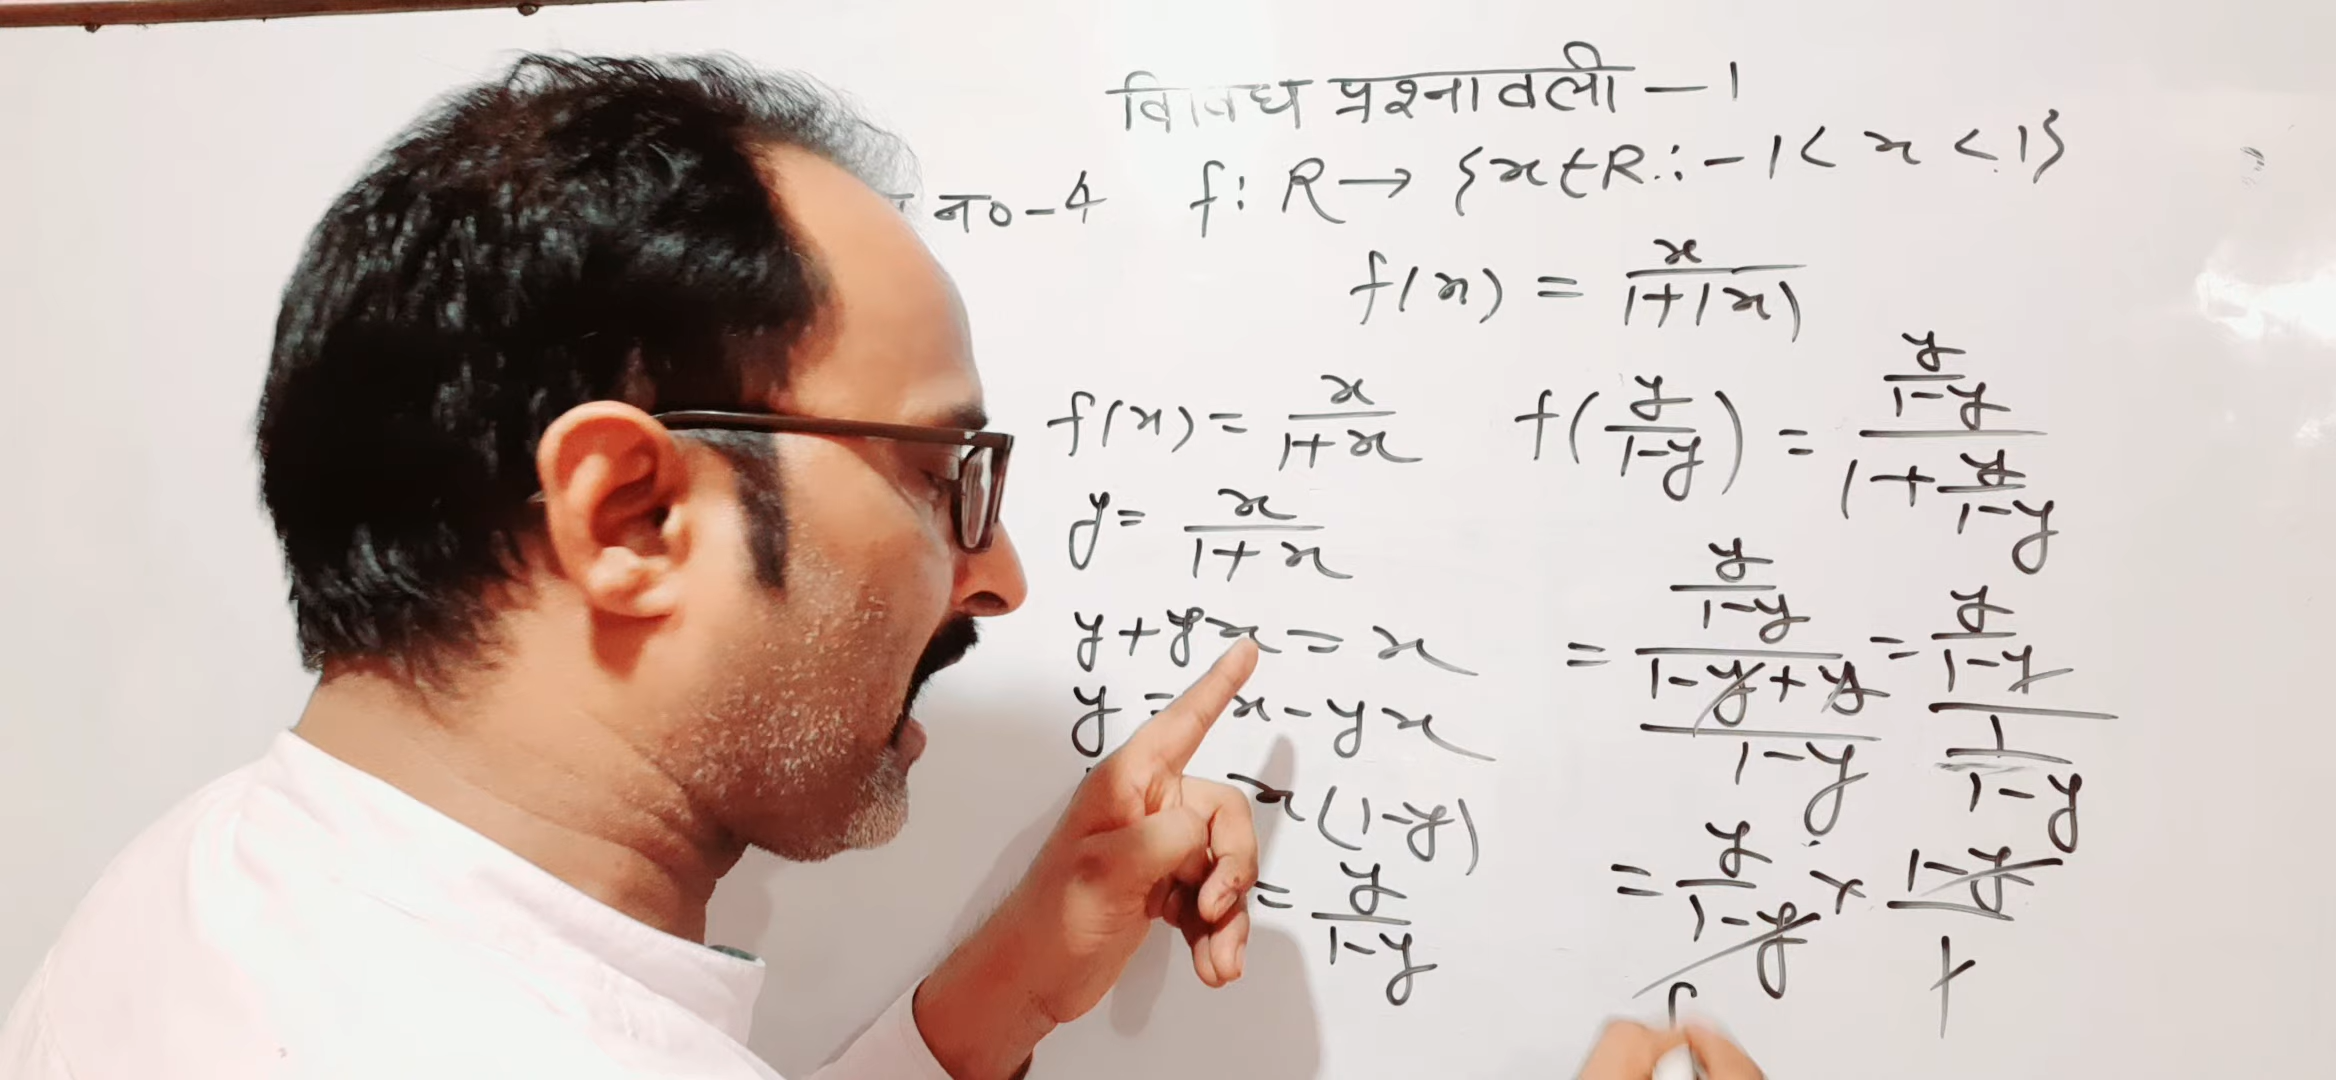 विविध प्रश्नावली - 1
न० - 4 f: R → {x ∈ R : -1 < x < 1}
f(x) = x/(1+|x|)
f(x) = x/(1+x)
y = x/(1+x)
y + yx = x
y = x - yx
x(1-y)
= y/(1-y)
f(y/(1-y)) = (y/(1-y))/(1 + y/(1-y))
= (y/(1-y))/((1-y+y)/(1-y)) = (y/(1-y))/(1/(1-y))
= y/(1-y) × (1-y)/1